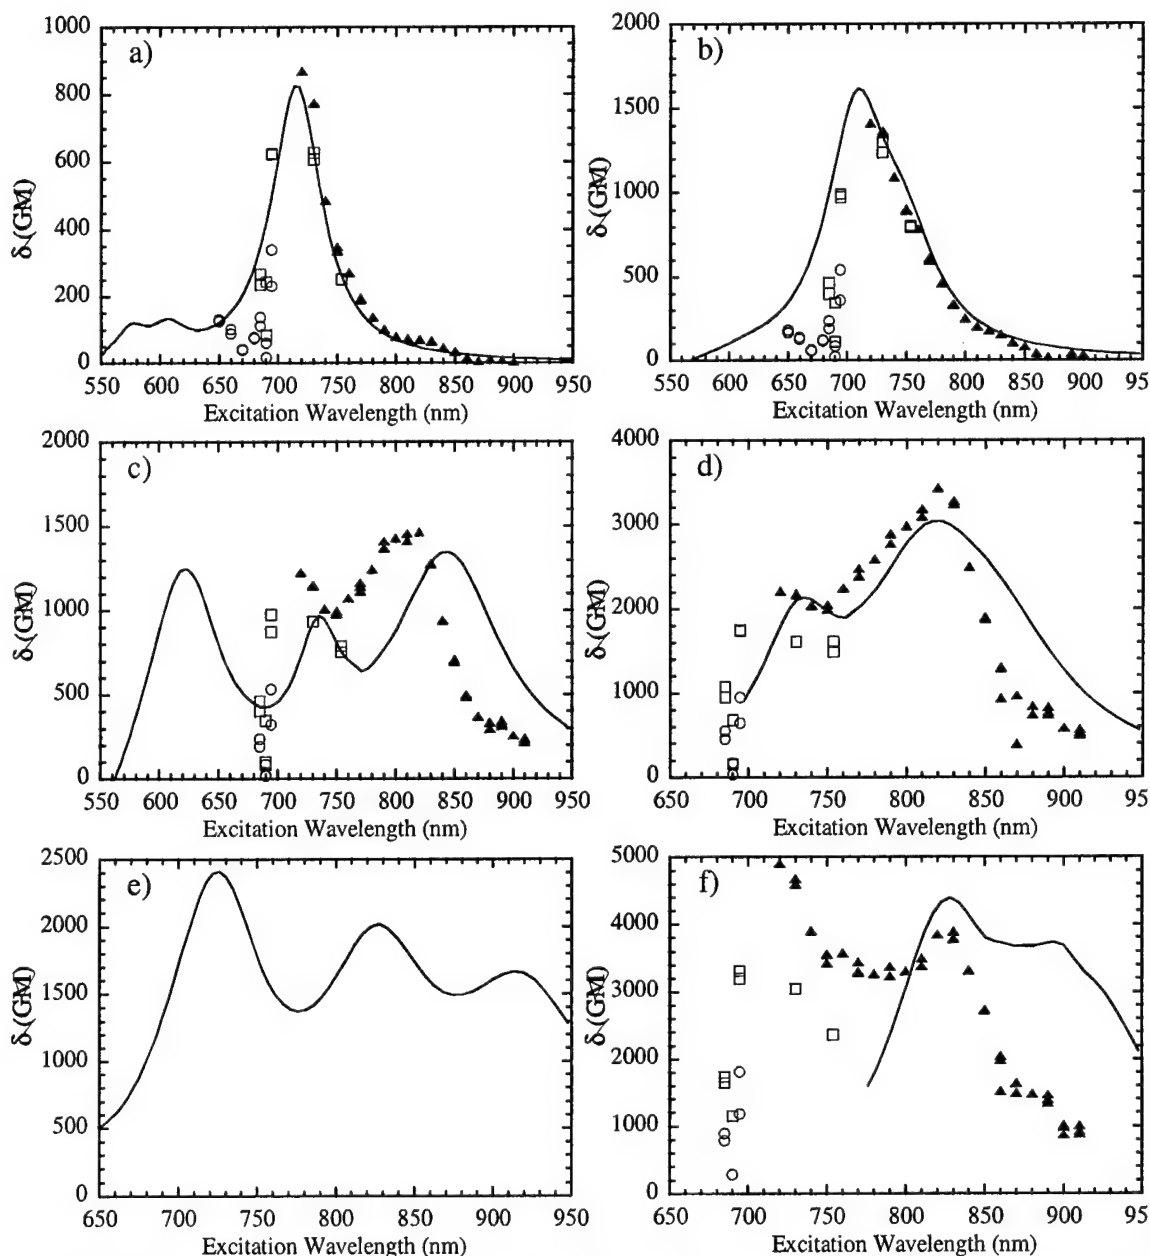 a)
1000
800
600
400
200
0
δ (GM)
550 600 650 700 750 800 850 900 950
Excitation Wavelength (nm)
b)
2000
1500
1000
500
0
δ (GM)
550 600 650 700 750 800 850 900 95
Excitation Wavelength (nm)
c)
2000
1500
1000
500
0
δ (GM)
550 600 650 700 750 800 850 900 950
Excitation Wavelength (nm)
d)
4000
3000
2000
1000
0
δ (GM)
650 700 750 800 850 900 95
Excitation Wavelength (nm)
e)
2500
2000
1500
1000
500
0
δ (GM)
650 700 750 800 850 900 950
Excitation Wavelength (nm)
f)
5000
4000
3000
2000
1000
0
δ (GM)
650 700 750 800 850 900 95
Excitation Wavelength (nm)